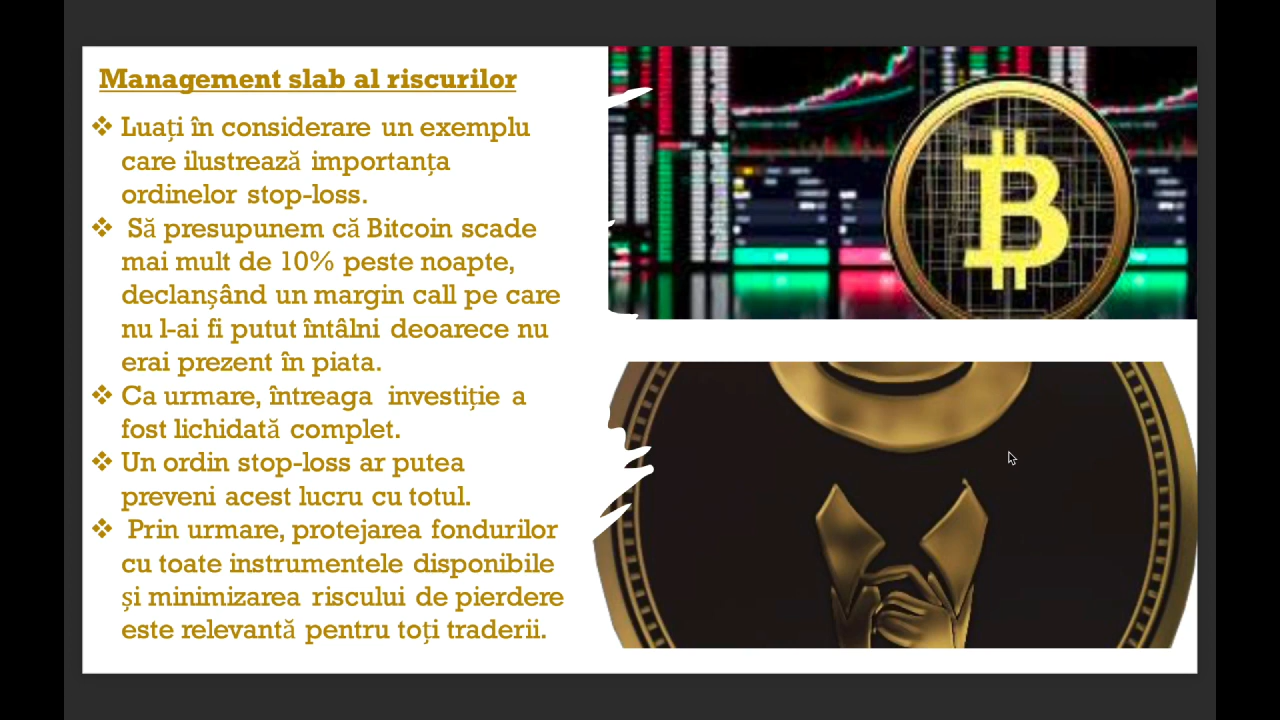 Management slab al riscurilor
❖ Luați în considerare un exemplu
care ilustrează importanța
ordinelor stop-loss.
❖ Să presupunem că Bitcoin scade
mai mult de 10% peste noapte,
declanșând un margin call pe care
nu l-ai fi putut întâlni deoarece nu
erai prezent în piata.
❖ Ca urmare, întreaga investiție a
fost lichidată complet.
❖ Un ordin stop-loss ar putea
preveni acest lucru cu totul.
❖ Prin urmare, protejarea fondurilor
cu toate instrumentele disponibile
și minimizarea riscului de pierdere
este relevantă pentru toți traderii.